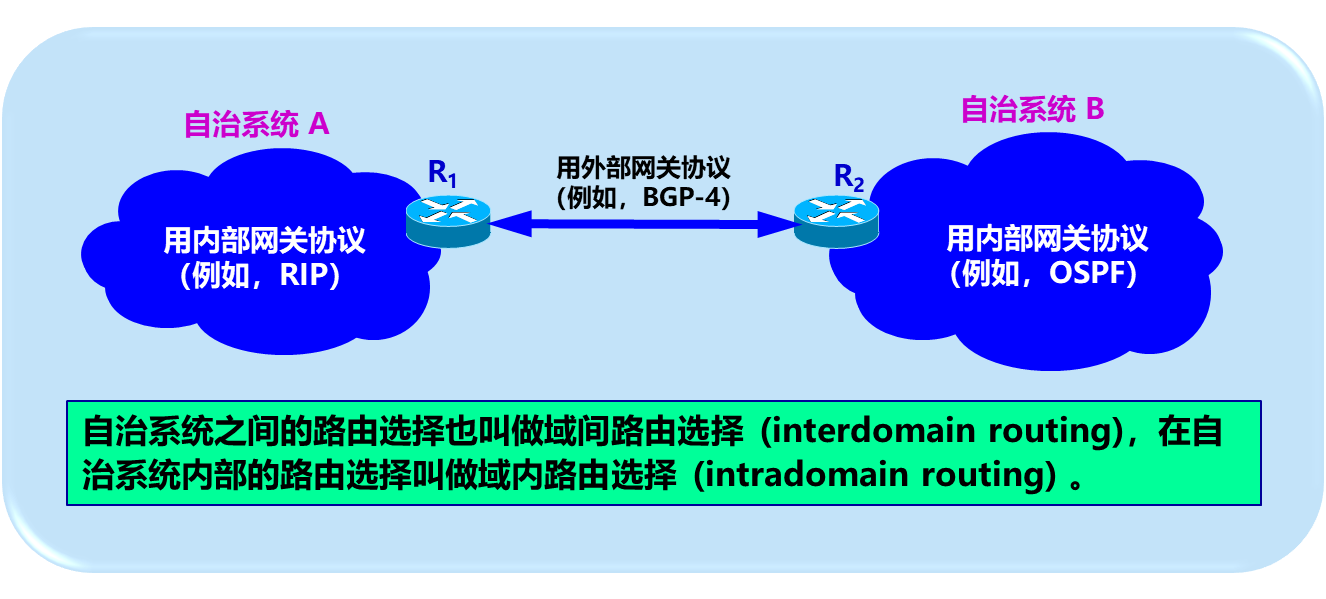 自治系统 A
自治系统 B
R1
用外部网关协议
（例如，BGP-4）
R2
用内部网关协议
（例如，RIP）
用内部网关协议
（例如，OSPF）
自治系统之间的路由选择也叫做域间路由选择 (interdomain routing)，在自
治系统内部的路由选择叫做域内路由选择 (intradomain routing) 。